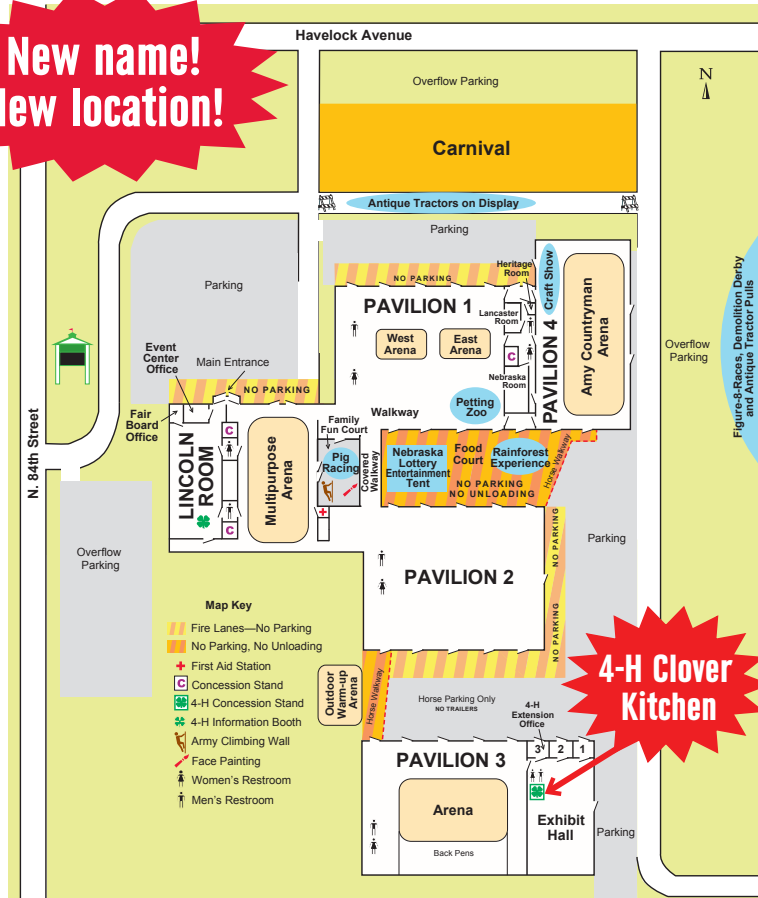 New name!
New location!
Havelock Avenue
Overflow Parking
N
Carnival
Antique Tractors on Display
Parking
Parking
NO PARKING
Heritage
Room
Craft Show
PAVILION 1
Lancaster
Room
West
Arena
East
Arena
C
Nebraska
Room
PAVILION 4
Amy Countryman
Arena
Overflow
Parking
Figure-8-Races, Demolition Derby
and Antique Tractor Pulls
Event
Center
Office
Main Entrance
NO PARKING
Fair
Board
Office
Petting
Zoo
Walkway
N. 84th Street
LINCOLN
ROOM
C
C
Multipurpose
Arena
Family
Fun Court
Pig
Racing
Covered
Walkway
Nebraska
Lottery
Entertainment
Tent
Food
Court
Rainforest
Experience
NO PARKING
NO UNLOADING
Horse Walkway
NO PARKING
NO PARKING
Parking
Overflow
Parking
PAVILION 2
Map Key
Fire Lanes—No Parking
No Parking, No Unloading
First Aid Station
C Concession Stand
4-H Concession Stand
4-H Information Booth
Army Climbing Wall
Face Painting
Women's Restroom
Men's Restroom
Outdoor
Warm-up
Arena
Horse Walkway
Horse Parking Only
NO TRAILERS
4-H
Extension
Office
4-H Clover
Kitchen
PAVILION 3
3 2 1
Arena
Back Pens
Exhibit
Hall
Parking